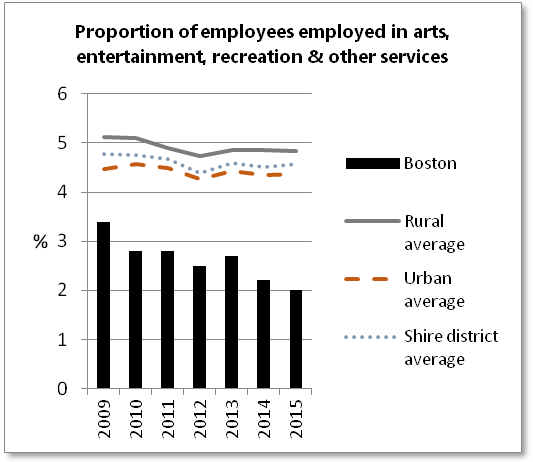 Proportion of employees employed in arts,
entertainment, recreation & other services
6
5
4
3
2
1
0
%
2009
2010
2011
2012
2013
2014
2015
Boston
Rural
average
Urban
average
Shire district
average